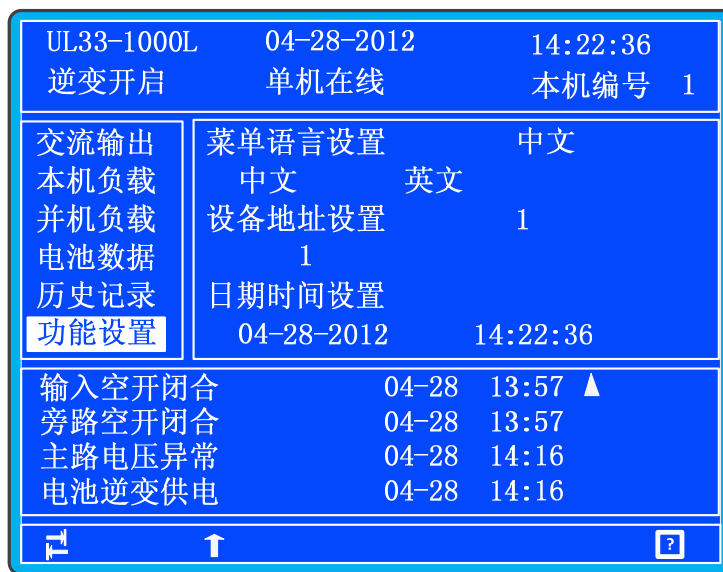 UL33-1000L 04-28-2012 14:22:36
逆变开启 单机在线 本机编号 1
交流输出
本机负载
并机负载
电池数据
历史记录
功能设置
菜单语言设置 中文
中文 英文
设备地址设置 1
1
日期时间设置
04-28-2012 14:22:36
输入空开闭合 04-28 13:57
旁路空开闭合 04-28 13:57
主路电压异常 04-28 14:16
电池逆变供电 04-28 14:16
?